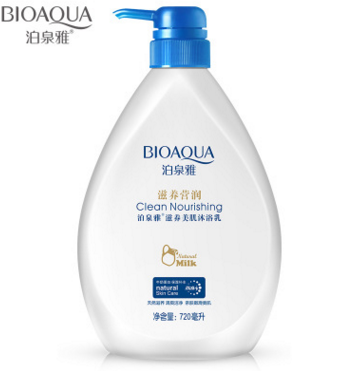 BIOAQUA
泊泉雅®
BIOAQUA
泊泉雅
滋养营润
Clean Nourishing
泊泉雅®滋养美肌沐浴乳
Natural
Milk
natural
Skin Care
净含量:720毫升